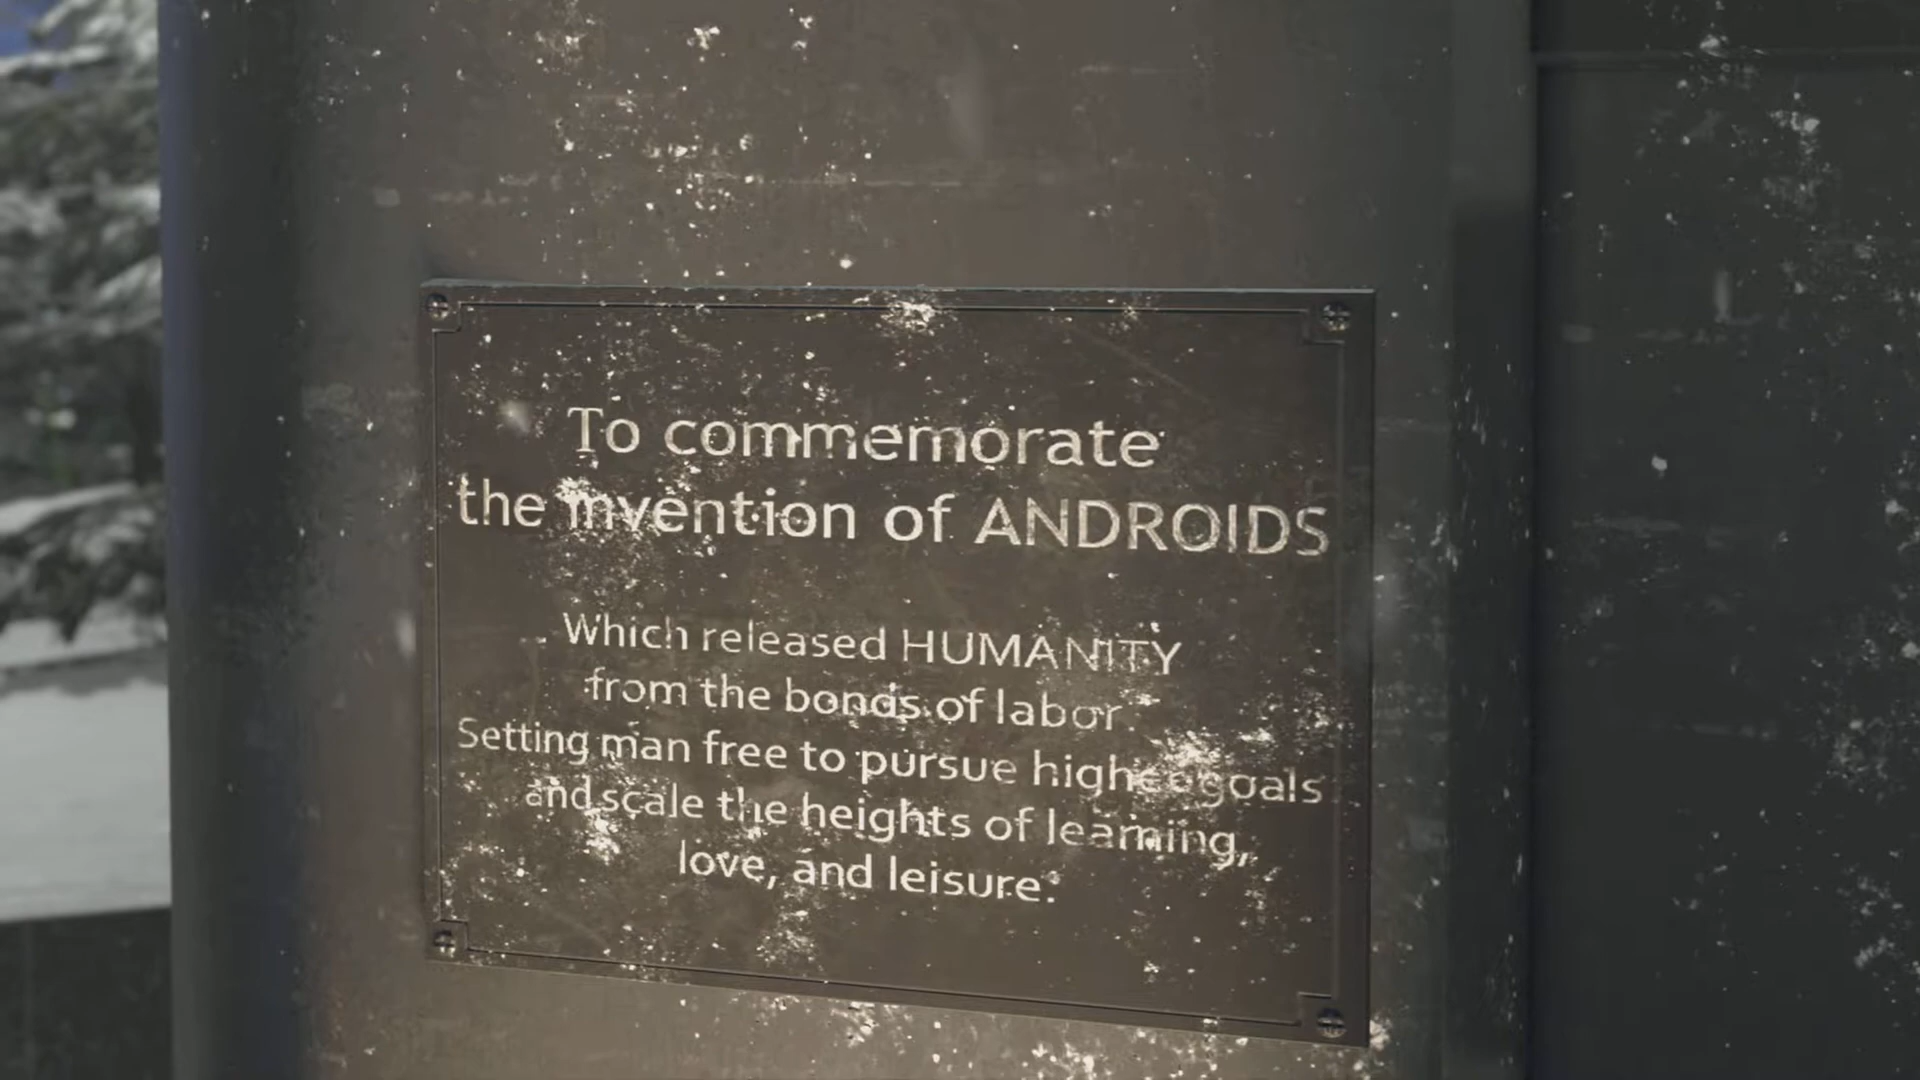 To commemorate
the invention of ANDROIDS
Which released HUMANITY
from the bonds of labor.
Setting man free to pursue higher goals
and scale the heights of learning,
love, and leisure.